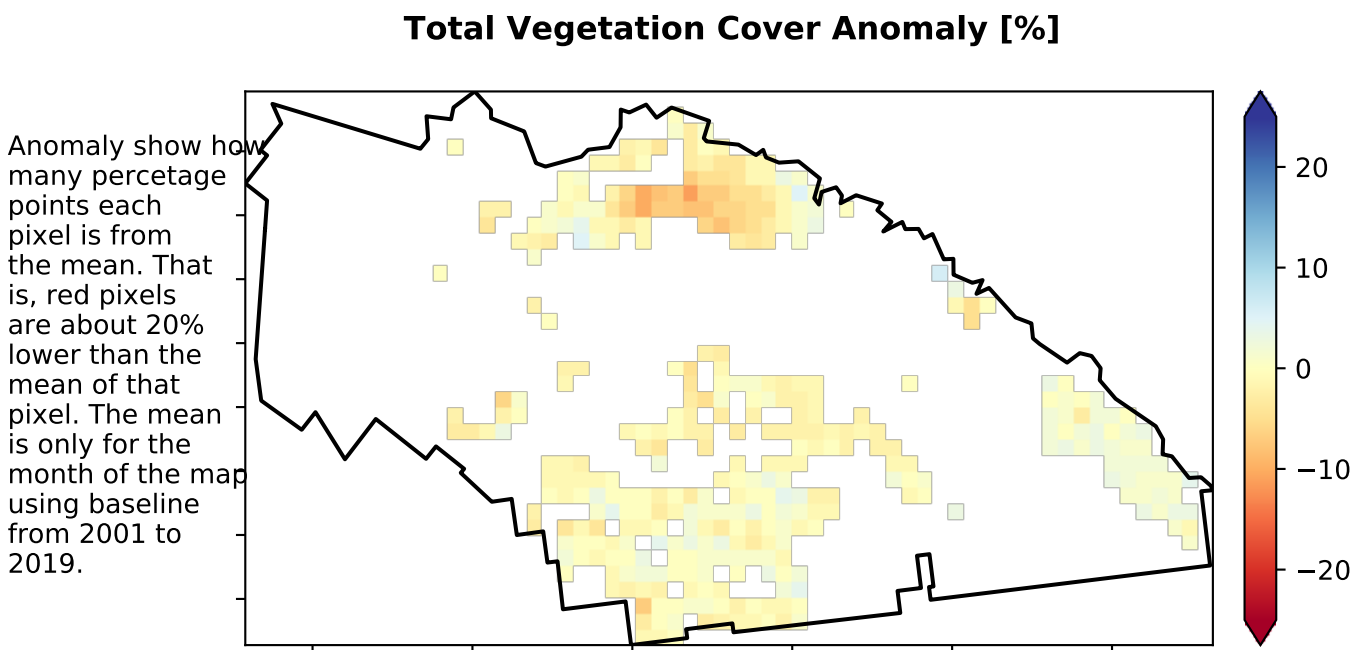 Total Vegetation Cover Anomaly [%]
Anomaly show how
many percetage
points each
pixel is from
the mean. That
is, red pixels
are about 20%
lower than the
mean of that
pixel. The mean
is only for the
month of the map
using baseline
from 2001 to
2019.
20
10
0
−10
−20